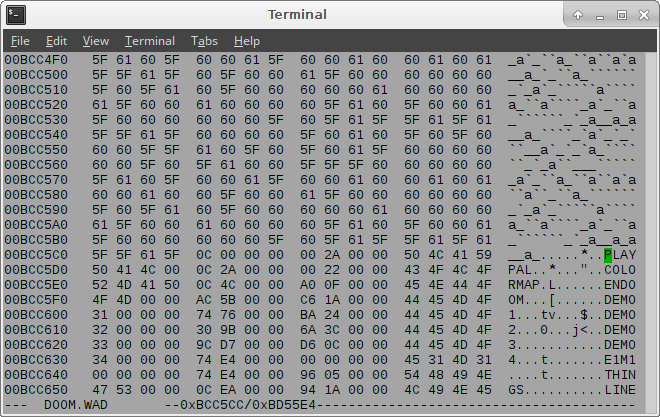 Terminal
File Edit View Terminal Tabs Help
00BCC4F0 5F 61 60 5F 60 60 61 5F 60 60 61 60 60 61 60 61 _a`_``a_``a``a`a
00BCC500 5F 5F 61 5F 60 5F 60 60 61 5F 60 60 60 60 60 60 __a_`_``a_``````
00BCC510 5F 60 5F 61 60 5F 60 60 60 60 60 61 60 60 60 60 _`_a`_`````a````
00BCC520 61 5F 60 60 61 60 60 60 60 5F 61 60 5F 60 60 61 a_``a````_a`_``a
00BCC530 5F 60 60 60 60 60 60 5F 60 5F 61 5F 5F 61 5F 61 _``````_`_a__a_a
00BCC540 5F 5F 61 5F 60 60 60 60 5F 60 61 60 5F 60 5F 60 __a_````_`a`_`_`
00BCC550 60 60 5F 5F 61 60 5F 60 5F 61 60 60 60 60 60 60 ``__a`_`_a``````
00BCC560 60 60 5F 60 5F 61 60 60 5F 5F 5F 60 60 60 60 60 ``_`_a``___`````
00BCC570 5F 61 60 5F 60 60 61 5F 60 60 61 60 60 61 60 61 _a`_``a_``a``a`a
00BCC580 60 60 61 60 60 5F 60 60 61 5F 60 60 60 60 60 60 ``a``_``a_``````
00BCC590 5F 60 5F 61 60 60 60 60 60 60 60 61 60 60 60 60 _`_a```````a````
00BCC5A0 61 5F 60 60 61 60 60 60 60 5F 61 60 5F 60 60 61 a_``a````_a`_``a
00BCC5B0 5F 60 60 60 60 60 60 5F 60 5F 61 5F 5F 61 5F 61 _``````_`_a__a_a
00BCC5C0 5F 5F 61 5F 0C 00 00 00 00 2A 00 00 50 4C 41 59 __a_.....*..PLAY
00BCC5D0 50 41 4C 00 0C 2A 00 00 00 22 00 00 43 4F 4C 4F PAL..*..."..COLO
00BCC5E0 52 4D 41 50 0C 4C 00 00 A0 0F 00 00 45 4E 44 4F RMAP.L......ENDO
00BCC5F0 4F 4D 00 00 AC 5B 00 00 C6 1A 00 00 44 45 4D 4F OM...[......DEMO
00BCC600 31 00 00 00 74 76 00 00 BA 24 00 00 44 45 4D 4F 1...tv...$..DEMO
00BCC610 32 00 00 00 30 9B 00 00 6A 3C 00 00 44 45 4D 4F 2...0...j<..DEMO
00BCC620 33 00 00 00 9C D7 00 00 D6 0C 00 00 44 45 4D 4F 3...........DEMO
00BCC630 34 00 00 00 74 E4 00 00 00 00 00 00 45 31 4D 31 4...t.......E1M1
00BCC640 00 00 00 00 74 E4 00 00 96 05 00 00 54 48 49 4E ....t.......THIN
00BCC650 47 53 00 00 0C EA 00 00 94 1A 00 00 4C 49 4E 45 GS..........LINE
--- DOOM.WAD --0xBCC5CC/0xBD55E4--------------------------------------------